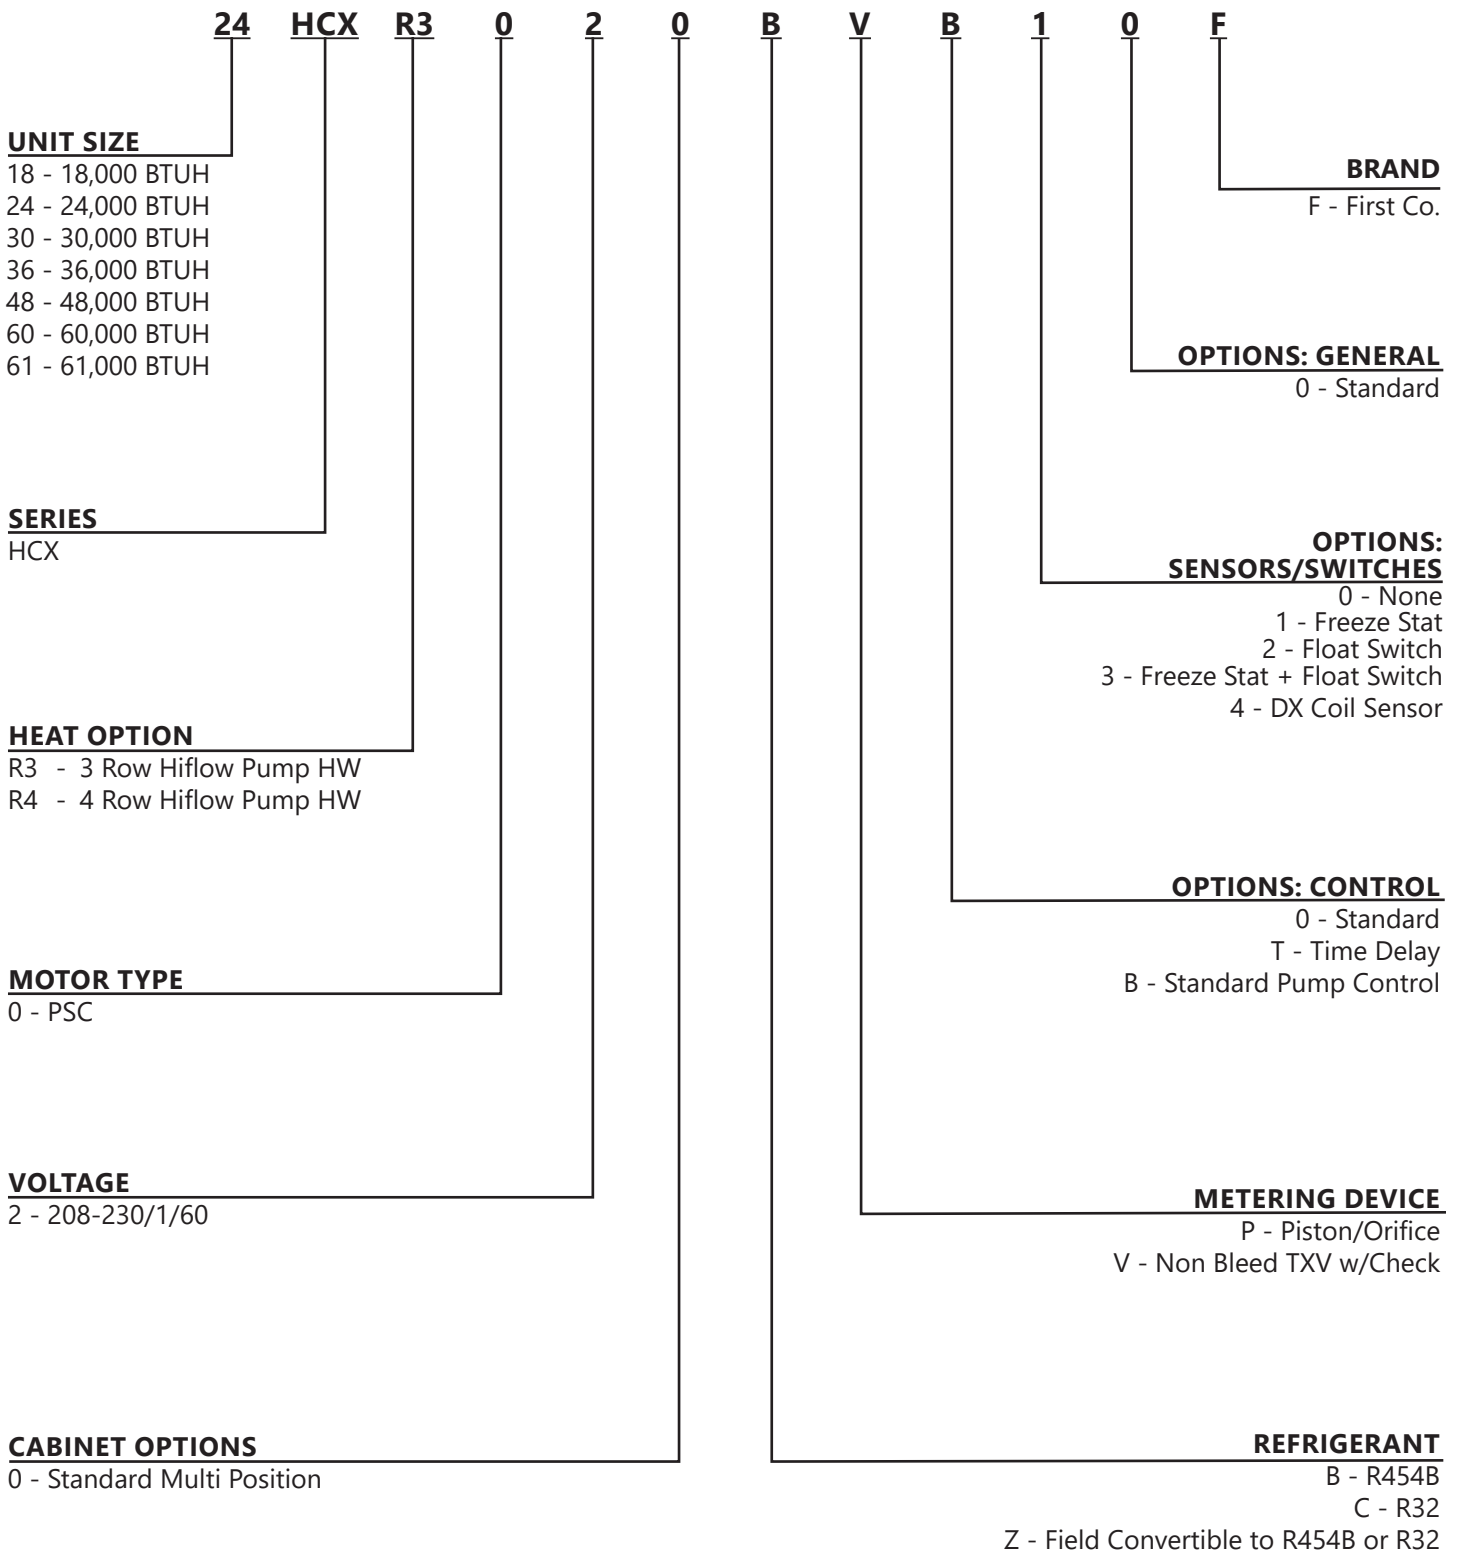 24 HCX R3 0 2 0 B V B 1 0 F
UNIT SIZE
18 - 18,000 BTUH
24 - 24,000 BTUH
30 - 30,000 BTUH
36 - 36,000 BTUH
48 - 48,000 BTUH
60 - 60,000 BTUH
61 - 61,000 BTUH
SERIES
HCX
HEAT OPTION
R3 - 3 Row Hiflow Pump HW
R4 - 4 Row Hiflow Pump HW
MOTOR TYPE
0 - PSC
VOLTAGE
2 - 208-230/1/60
CABINET OPTIONS
0 - Standard Multi Position
BRAND
F - First Co.
OPTIONS: GENERAL
0 - Standard
OPTIONS:
SENSORS/SWITCHES
0 - None
1 - Freeze Stat
2 - Float Switch
3 - Freeze Stat + Float Switch
4 - DX Coil Sensor
OPTIONS: CONTROL
0 - Standard
T - Time Delay
B - Standard Pump Control
METERING DEVICE
P - Piston/Orifice
V - Non Bleed TXV w/Check
REFRIGERANT
B - R454B
C - R32
Z - Field Convertible to R454B or R32